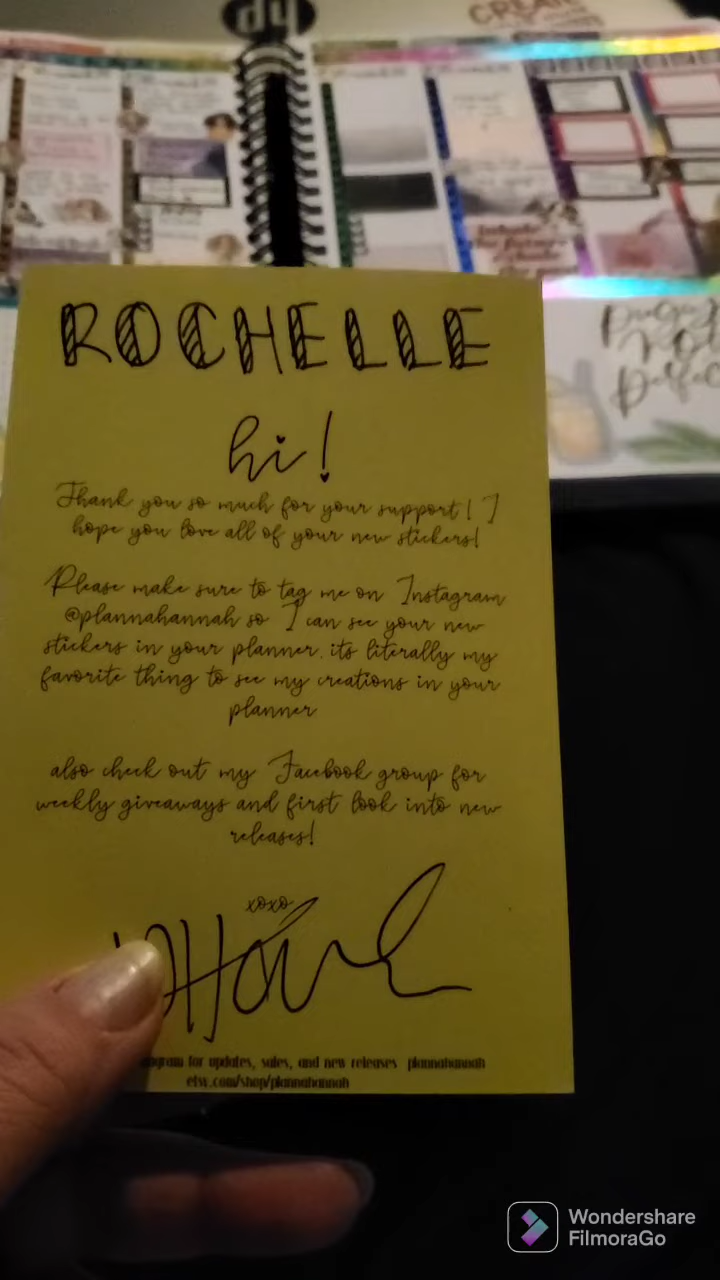 CREATE
ROCHELLE
hi!
Thank you so much for your support! I
hope you love all of your new stickers!
Please make sure to tag me on Instagram
@plannahannah so I can see your new
stickers in your planner. its literally my
favorite thing to see my creations in your
planner
also check out my Facebook group for
weekly giveaways and first look into new
releases!
xoxo
for updates, sales, and new releases plannahannah
etsy.com/shop/plannahannah
Wondershare
FilmoraGo